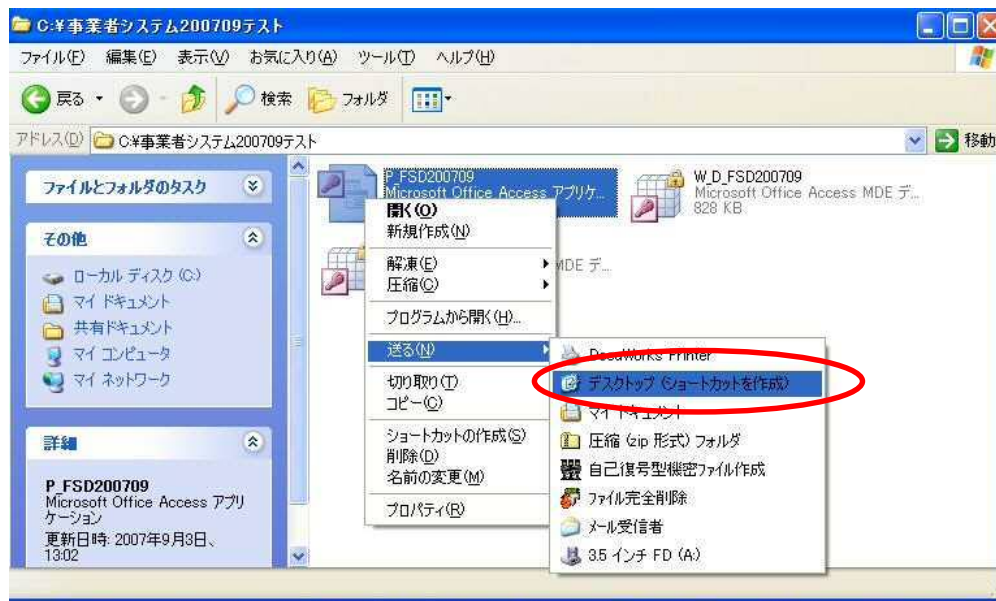 C:¥事業者システム200709テスト
ファイル(F) 編集(E) 表示(V) お気に入り(A) ツール(T) ヘルプ(H)
戻る 検索 フォルダ
アドレス(D) C:¥事業者システム200709テスト 移動
ファイルとフォルダのタスク
その他
ローカル ディスク (C:)
マイ ドキュメント
共有ドキュメント
マイ コンピュータ
マイ ネットワーク
詳細
P_FSD200709
Microsoft Office Access アプリ
ケーション
更新日時: 2007年9月3日、
13:02
P_FSD200709
Microsoft Office Access アプリケ...
W_D_FSD200709
Microsoft Office Access MDE デ...
828 KB
MDE デ...
開く(O)
新規作成(N)
解凍(E)
圧縮(C)
プログラムから開く(H)...
送る(N)
切り取り(T)
コピー(C)
ショートカットの作成(S)
削除(D)
名前の変更(M)
プロパティ(R)
DocuWorks Printer
デスクトップ (ショートカットを作成)
マイ ドキュメント
圧縮 (zip 形式) フォルダ
自己復号型機密ファイル作成
ファイル完全削除
メール受信者
3.5 インチ FD (A:)